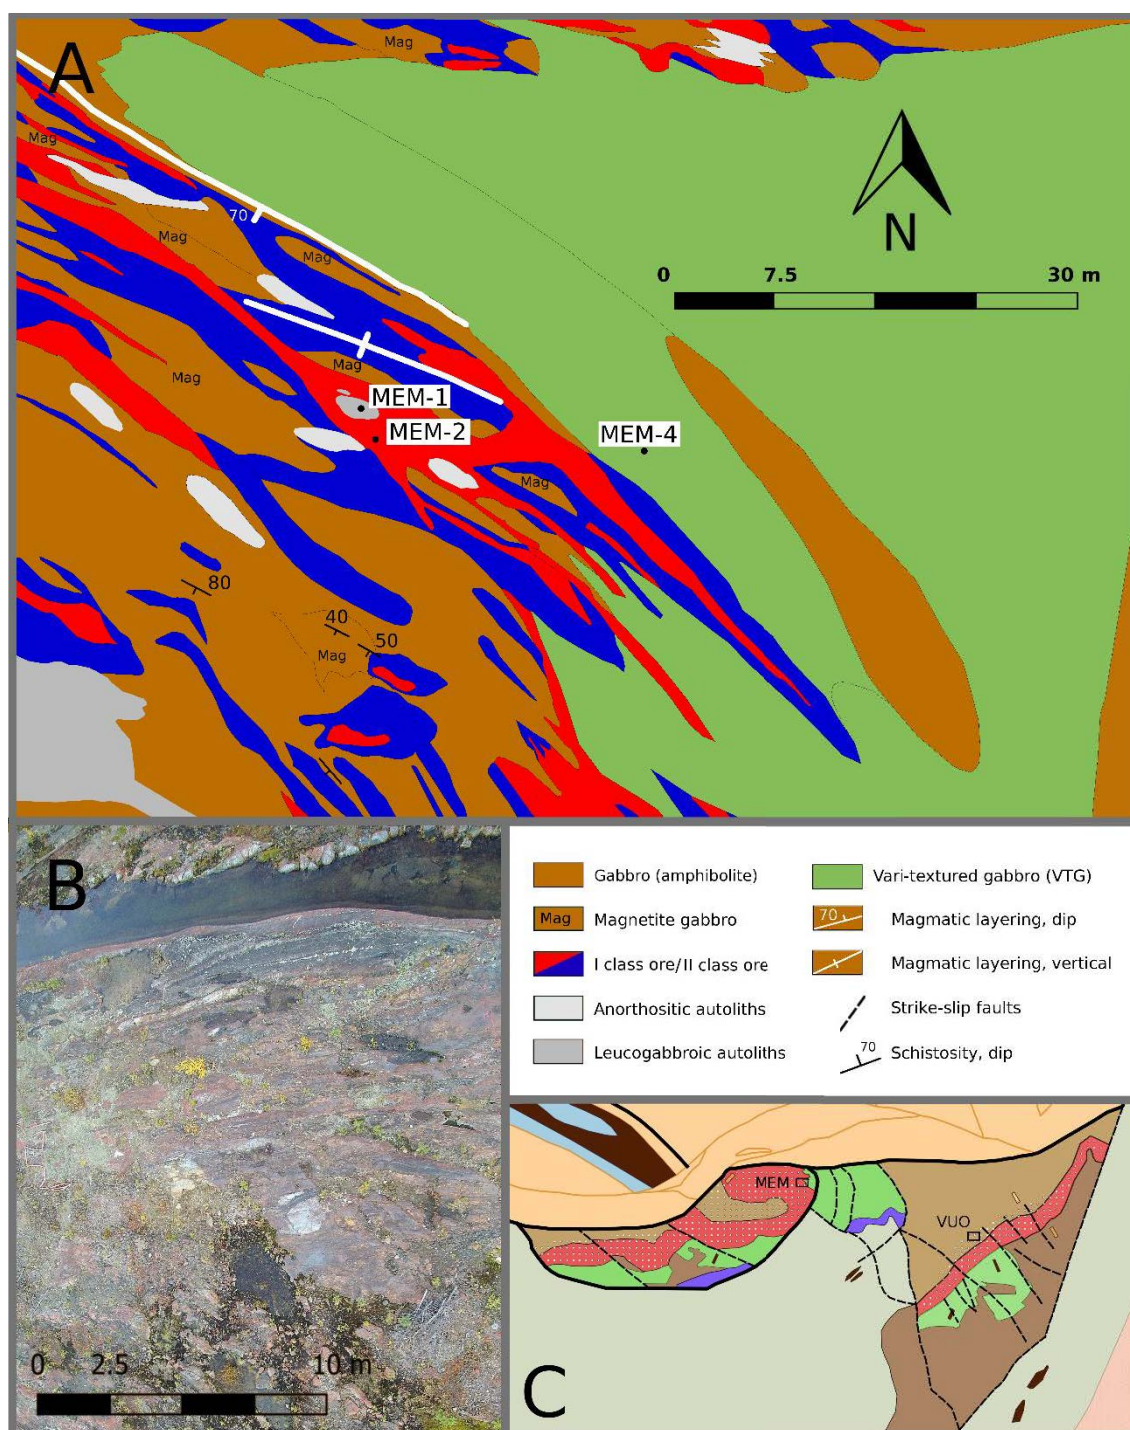 A
Mag
N
0 7.5 30 m
Mag
70
Mag
Mag
Mag
Mag
MEM-1
MEM-2
MEM-4
Mag
80
40
50
Mag
B
0 2.5 10 m
Gabbro (amphibolite)
Mag Magnetite gabbro
I class ore/II class ore
Anorthositic autoliths
Leucogabbroic autoliths
Vari-textured gabbro (VTG)
70 Magmatic layering, dip
Magmatic layering, vertical
Strike-slip faults
70 Schistosity, dip
MEM
VUO
C